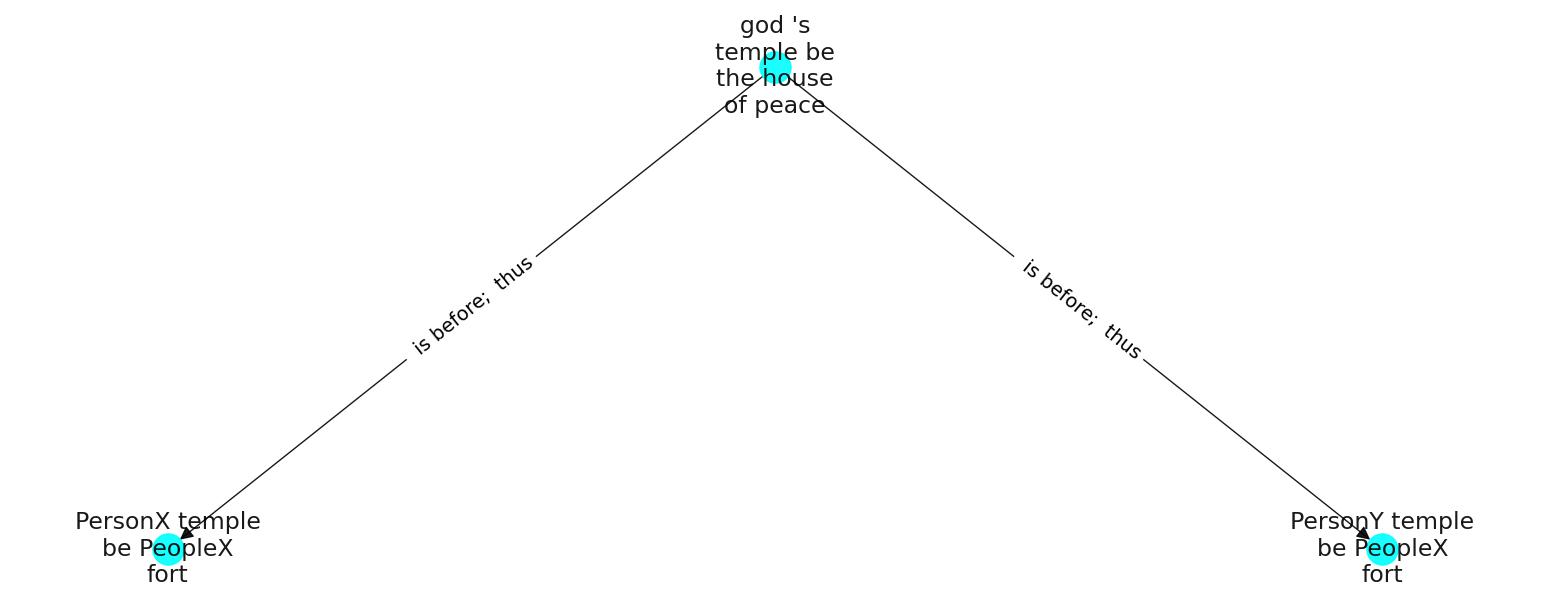 god 's
temple be
the house
of peace
is before;  thus
is before;  thus
PersonX temple
be PeopleX
fort
PersonY temple
be PeopleX
fort